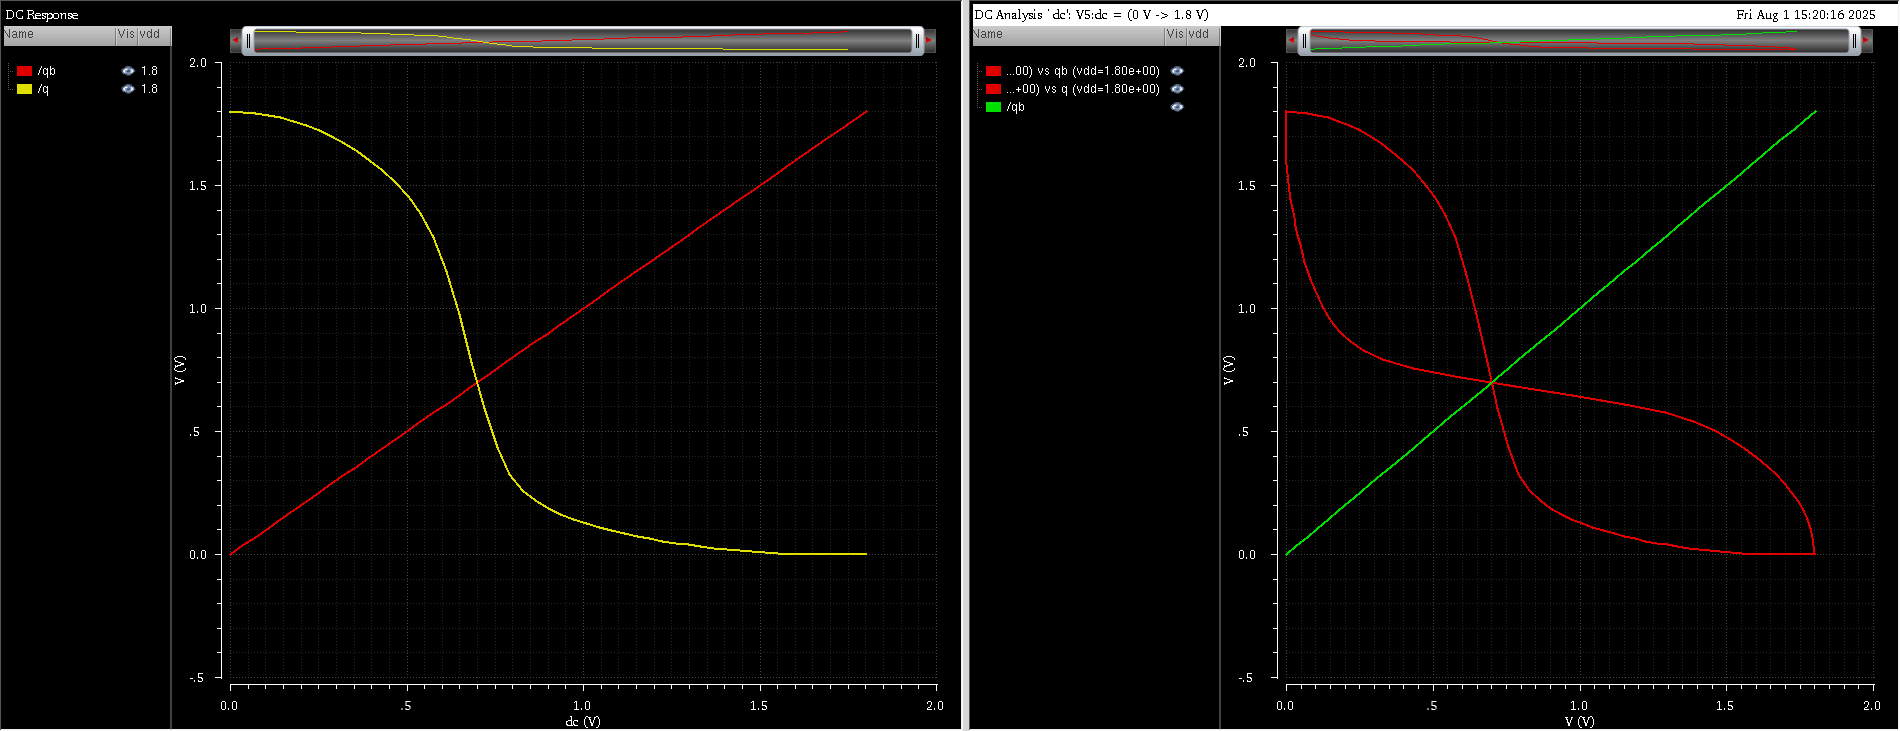 DC Response
Name Vis vdd
/qb 1.8
/q 1.8
2.0
1.5
1.0
.5
0.0
-.5
V (V)
0.0 .5 1.0 1.5 2.0
dc (V)
DC Analysis `dc': V5:dc = (0 V -> 1.8 V) Fri Aug 1 15:20:16 2025
Name Vis vdd
...00) vs qb (vdd=1.80e+00)
...+00) vs q (vdd=1.80e+00)
/qb
2.0
1.5
1.0
.5
0.0
-.5
V (V)
0.0 .5 1.0 1.5 2.0
V (V)